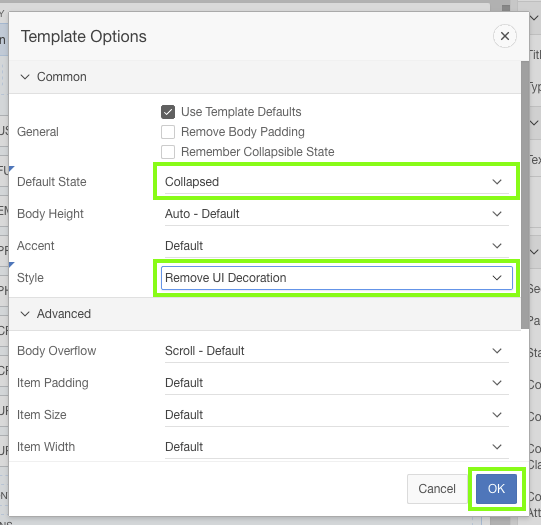 Template Options
Common
General
Use Template Defaults
Remove Body Padding
Remember Collapsible State
Default State Collapsed
Body Height Auto - Default
Accent Default
Style Remove UI Decoration
Advanced
Body Overflow Scroll - Default
Item Padding Default
Item Size Default
Item Width Default
Cancel OK